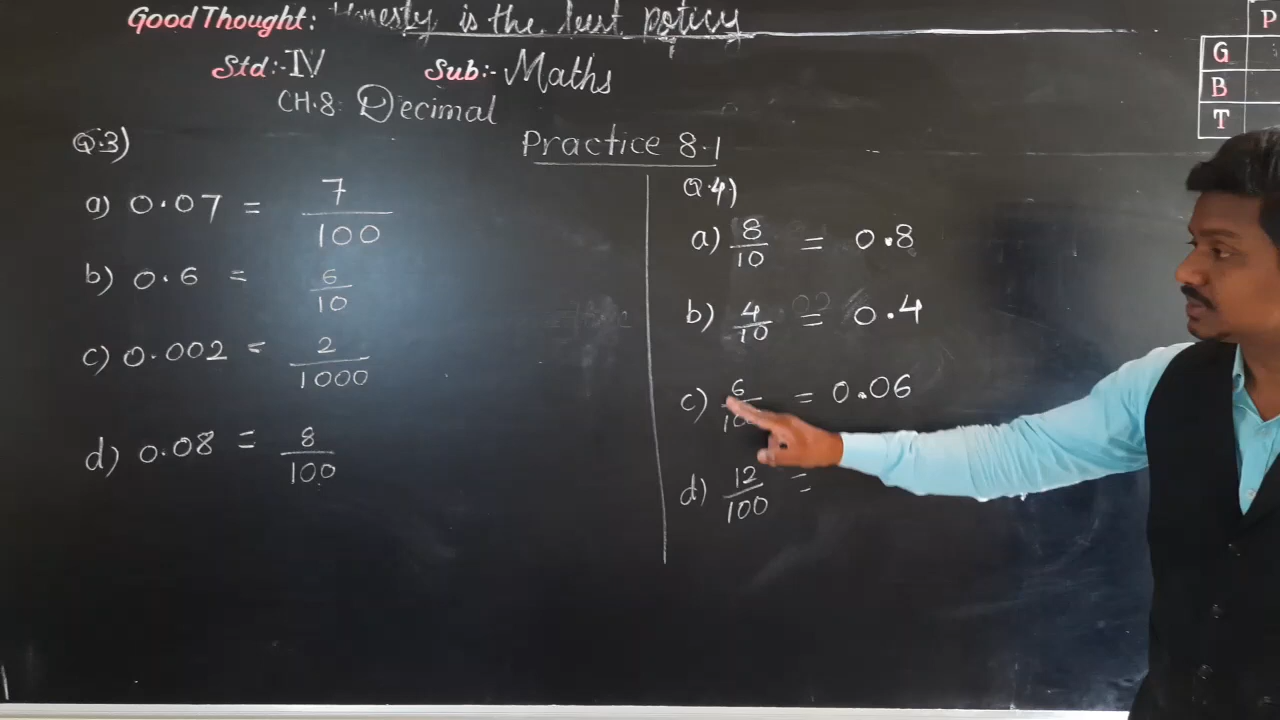 Good Thought: Honesty is the best policy
Std:- IV Sub:- Maths
CH.8: Decimal
Practice 8.1
Q.3)
a) 0.07 = 7/100
b) 0.6 = 6/10
c) 0.002 = 2/1000
d) 0.08 = 8/100
Q.4)
a) 8/10 = 0.8
b) 4/10 = 0.4
c) 6/100 = 0.06
d) 12/100 =
P
G
B
T